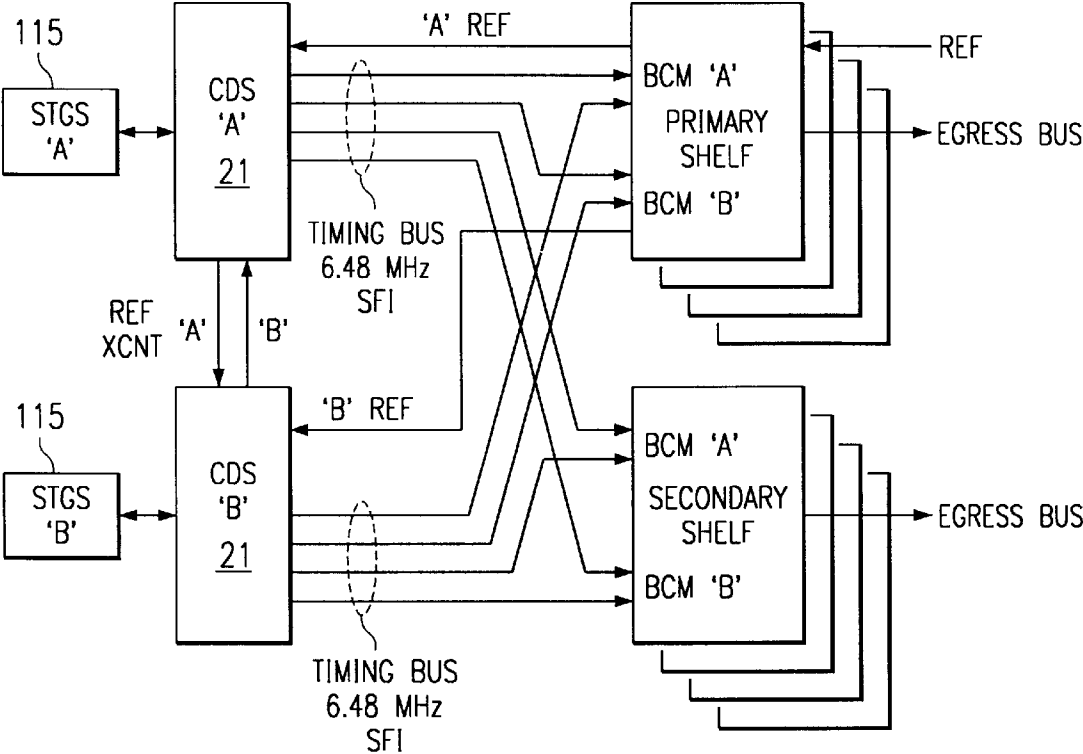 115
STGS
'A'
CDS
'A'
21
'A' REF
TIMING BUS
6.48 MHz
SFI
BCM 'A'
PRIMARY
SHELF
BCM 'B'
REF
EGRESS BUS
REF
XCNT
'A'
'B'
115
STGS
'B'
CDS
'B'
21
'B' REF
TIMING BUS
6.48 MHz
SFI
BCM 'A'
SECONDARY
SHELF
BCM 'B'
EGRESS BUS